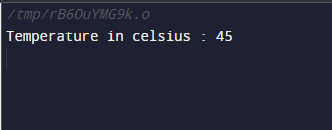 /tmp/rB6OuYMG9k.o
Temperature in celsius : 45